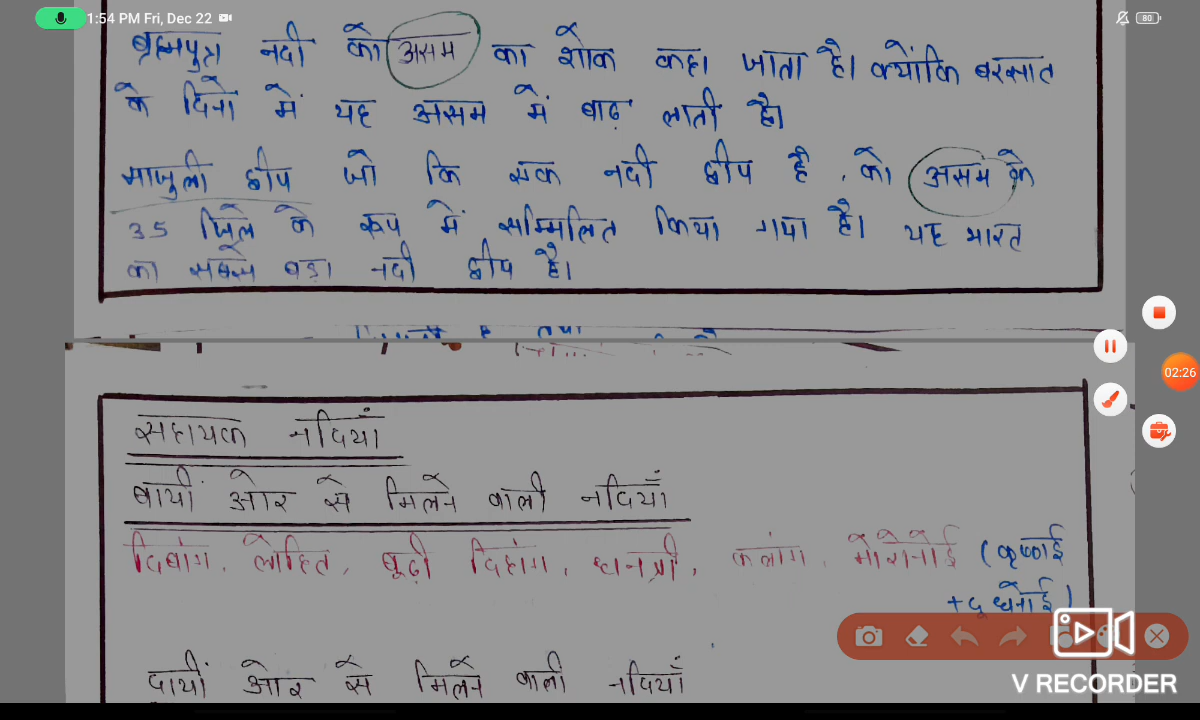 1:54 PM Fri, Dec 22
80
ब्रह्मपुत्र नदी को असम का शोक कहा जाता है। क्योंकि बरसात
के दिनो में यह असम में बाढ़ लाती है।
माजुली द्वीप जो कि एक नदी द्वीप है, को असम के
35 जिले के रूप में सम्मिलित किया गया है। यह भारत
का सबसे बड़ा नदी द्वीप है।
02:26
सहायक नदियाँ
बायीं ओर से मिलने वाली नदियाँ
दिबांग, लोहित, बूढ़ी दिहांग, धनश्री, कलांग, (कृष्णाई
+ दूधनोई)
दायीं ओर से मिलने वाली नदियाँ
V RECORDER